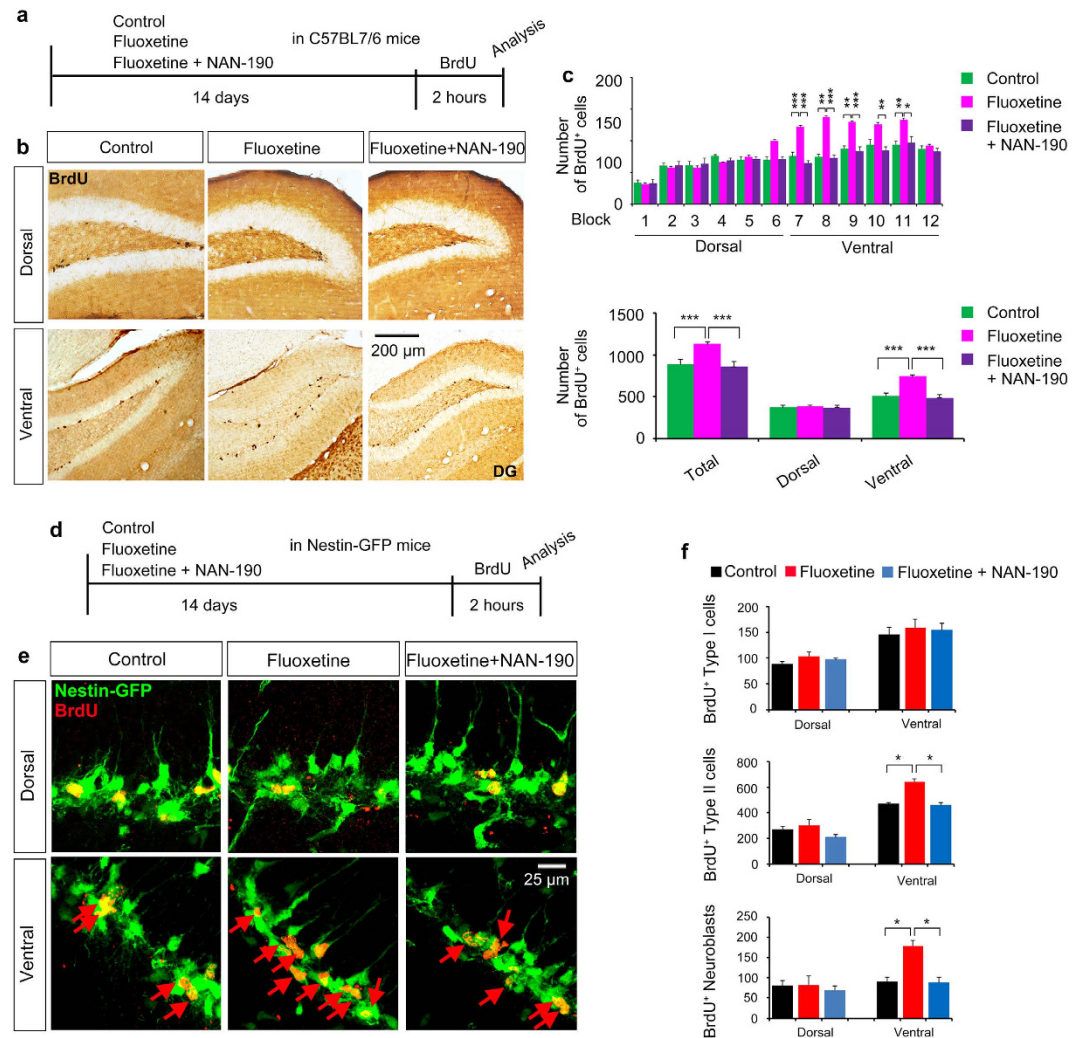 a
Control
Fluoxetine
Fluoxetine + NAN-190
in C57BL7/6 mice
BrdU
Analysis
14 days
2 hours
b
Control
Fluoxetine
Fluoxetine+NAN-190
BrdU
Dorsal
Ventral
200 µm
DG
c
Number
of BrdU⁺ cells
200
150
100
50
0
*** *** ** *** ** *** ** ** *
Control
Fluoxetine
Fluoxetine
+ NAN-190
Block 1 2 3 4 5 6 7 8 9 10 11 12
Dorsal Ventral
Number
of BrdU⁺ cells
1500
1000
500
0
*** ***
*** ***
Control
Fluoxetine
Fluoxetine
+ NAN-190
Total Dorsal Ventral
d
Control
Fluoxetine
Fluoxetine + NAN-190
in Nestin-GFP mice
BrdU
Analysis
14 days
2 hours
e
Control
Fluoxetine
Fluoxetine+NAN-190
Nestin-GFP
BrdU
Dorsal
Ventral
25 µm
f
Control Fluoxetine Fluoxetine + NAN-190
BrdU⁺ Type I cells
200
150
100
50
0
Dorsal Ventral
BrdU⁺ Type II cells
800
600
400
200
0
* *
Dorsal Ventral
BrdU⁺ Neuroblasts
250
200
150
100
50
0
* *
Dorsal Ventral